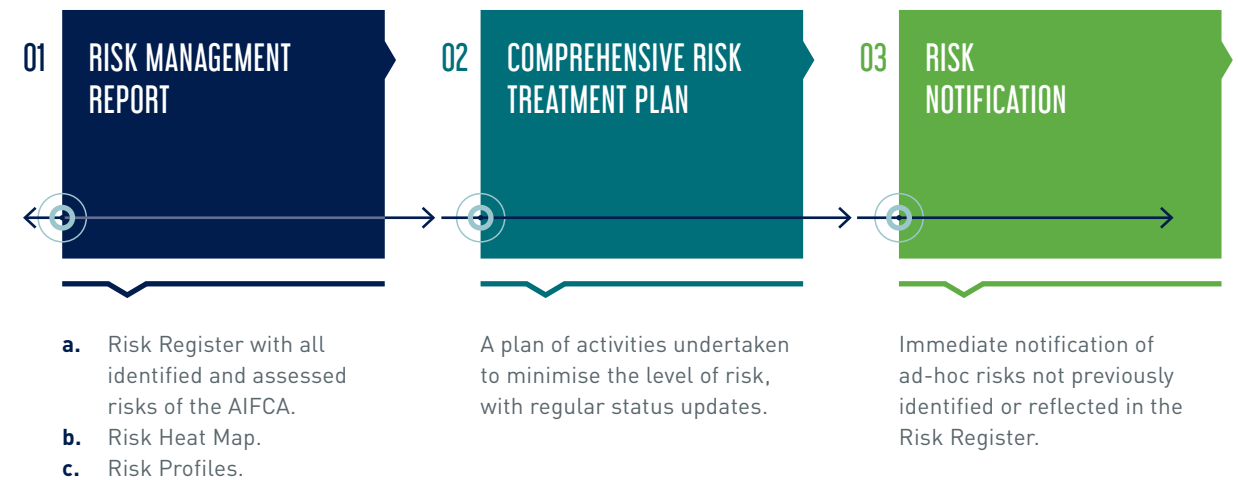 01
RISK MANAGEMENT
REPORT
a. Risk Register with all
identified and assessed
risks of the AIFCA.
b. Risk Heat Map.
c. Risk Profiles.
02
COMPREHENSIVE RISK
TREATMENT PLAN
A plan of activities undertaken
to minimise the level of risk,
with regular status updates.
03
RISK
NOTIFICATION
Immediate notification of
ad-hoc risks not previously
identified or reflected in the
Risk Register.